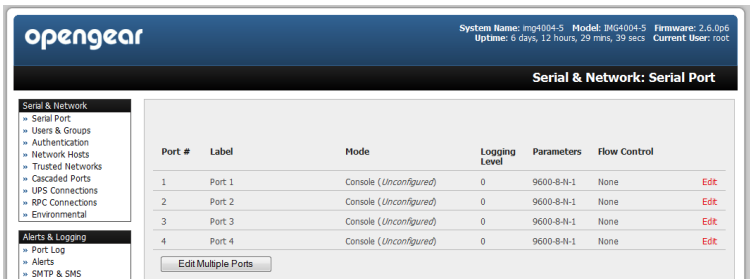 opengear
System Name: img4004-5 Model: IMG4004-5 Firmware: 2.6.0p6
Uptime: 6 days, 12 hours, 29 mins, 39 secs Current User: root
Serial & Network: Serial Port
Serial & Network
» Serial Port
» Users & Groups
» Authentication
» Network Hosts
» Trusted Networks
» Cascaded Ports
» UPS Connections
» RPC Connections
» Environmental
Alerts & Logging
» Port Log
» Alerts
» SMTP & SMS
Port # Label Mode Logging Level Parameters Flow Control
1 Port 1 Console (Unconfigured) 0 9600-8-N-1 None Edit
2 Port 2 Console (Unconfigured) 0 9600-8-N-1 None Edit
3 Port 3 Console (Unconfigured) 0 9600-8-N-1 None Edit
4 Port 4 Console (Unconfigured) 0 9600-8-N-1 None Edit
Edit Multiple Ports